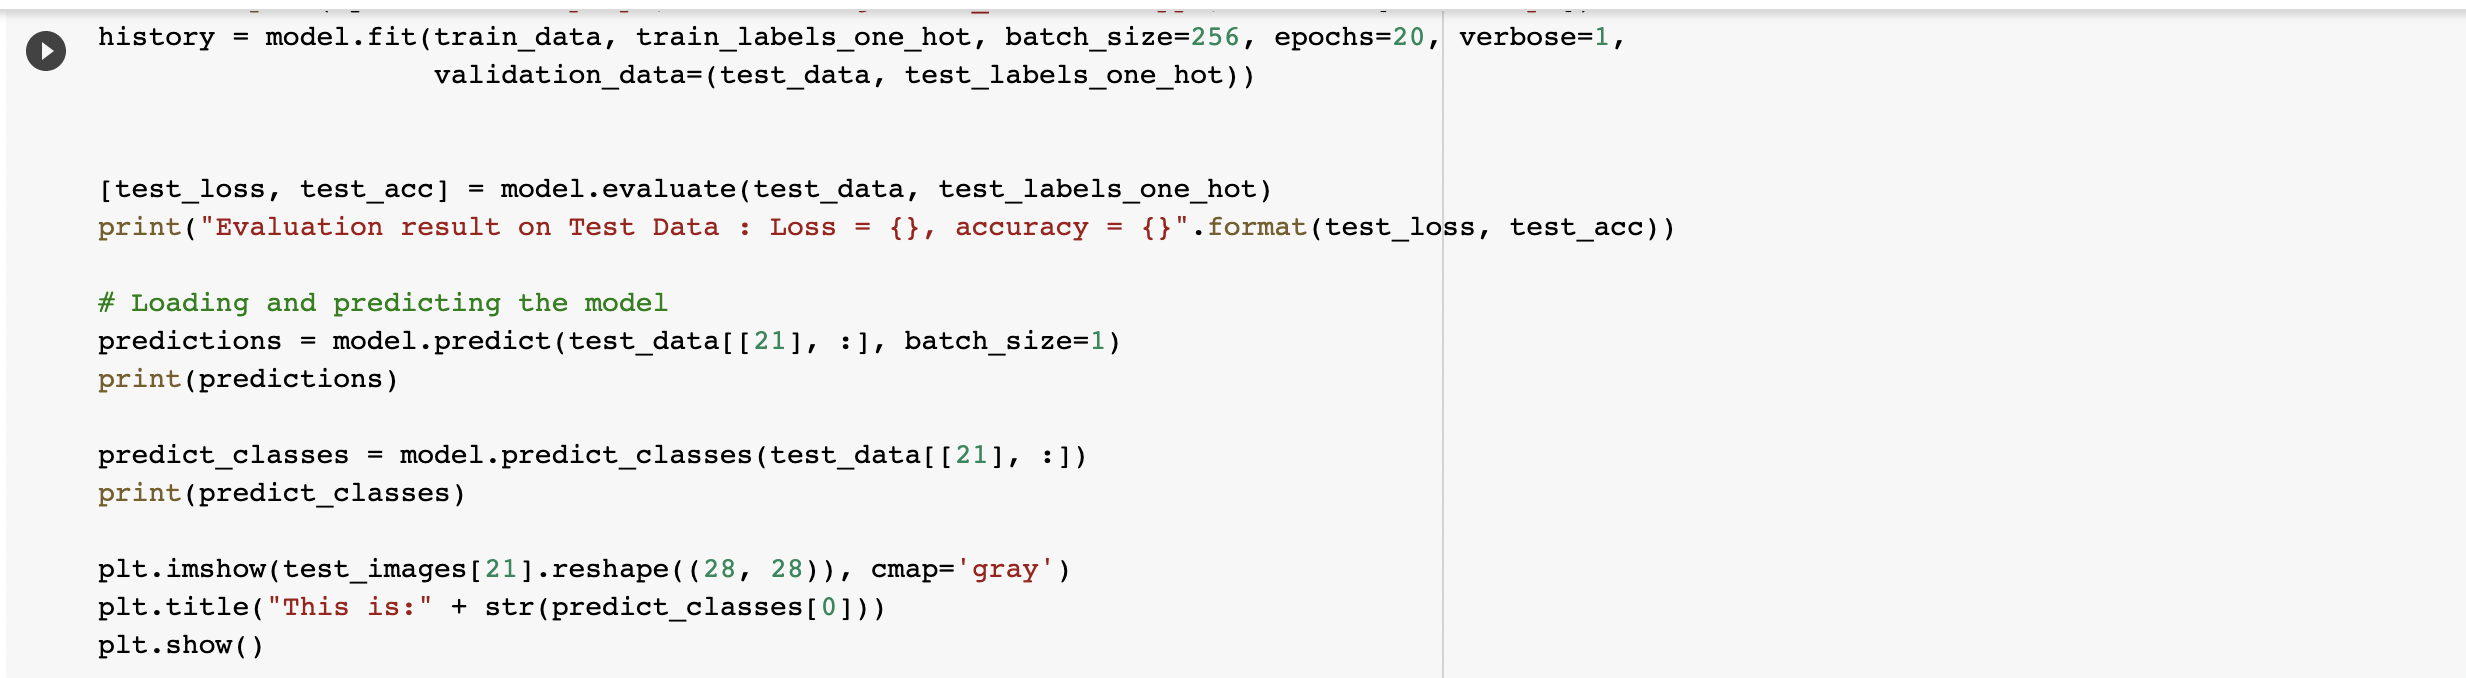 history = model.fit(train_data, train_labels_one_hot, batch_size=256, epochs=20, verbose=1,
                    validation_data=(test_data, test_labels_one_hot))
[test_loss, test_acc] = model.evaluate(test_data, test_labels_one_hot)
print("Evaluation result on Test Data : Loss = {}, accuracy = {}".format(test_loss, test_acc))
# Loading and predicting the model
predictions = model.predict(test_data[[21], :], batch_size=1)
print(predictions)
predict_classes = model.predict_classes(test_data[[21], :])
print(predict_classes)
plt.imshow(test_images[21].reshape((28, 28)), cmap='gray')
plt.title("This is:" + str(predict_classes[0]))
plt.show()